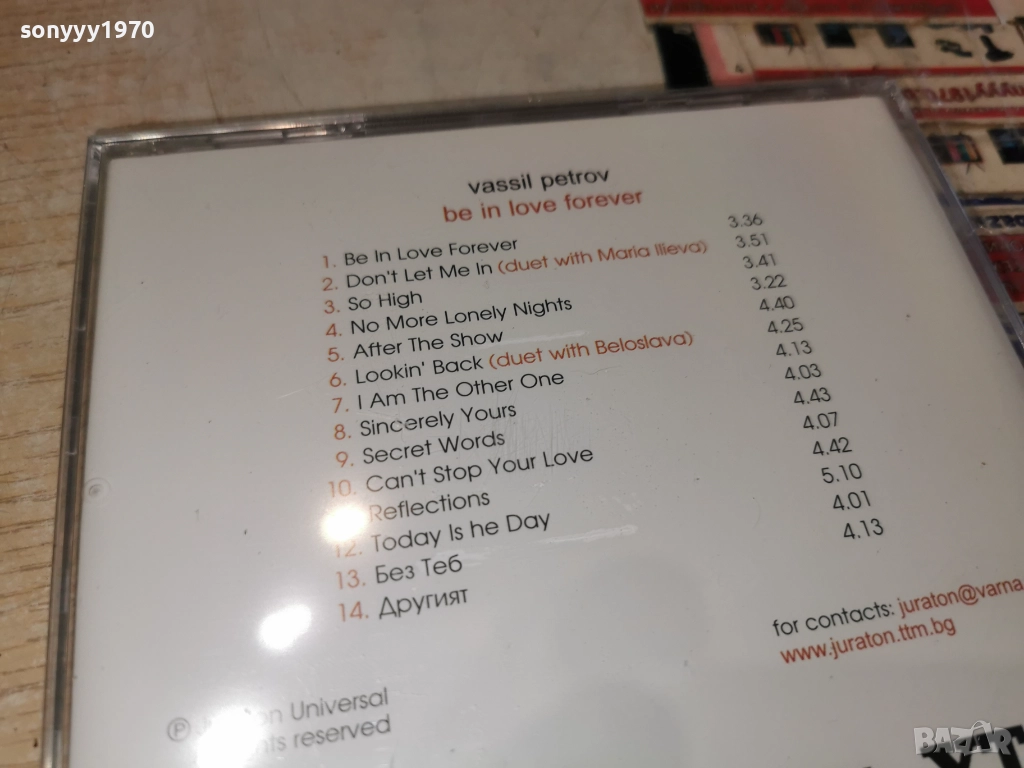 sonyyy1970
vassil petrov
be in love forever
1. Be In Love Forever 3.36
2. Don't Let Me In (duet with Maria Ilieva) 3.51
3. So High 3.41
4. No More Lonely Nights 3.22
5. After The Show 4.40
6. Lookin' Back (duet with Beloslava) 4.25
7. I Am The Other One 4.13
8. Sincerely Yours 4.03
9. Secret Words 4.43
10. Can't Stop Your Love 4.07
Reflections 4.42
12. Today Is he Day 5.10
13. Без Теб 4.01
14. Другият 4.13
for contacts: juraton@varna.
www.juraton.ttm.bg
℗ Universal
reserved
BAZAR